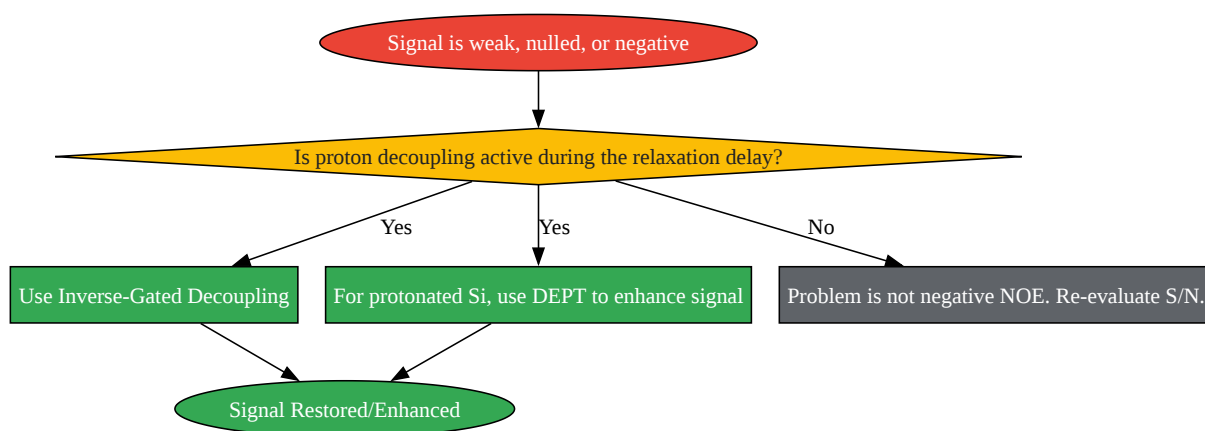 Signal is weak, nulled, or negative
Is proton decoupling active during the relaxation delay?
Yes
Yes
No
Use Inverse-Gated Decoupling
For protonated Si, use DEPT to enhance signal
Problem is not negative NOE. Re-evaluate S/N.
Signal Restored/Enhanced